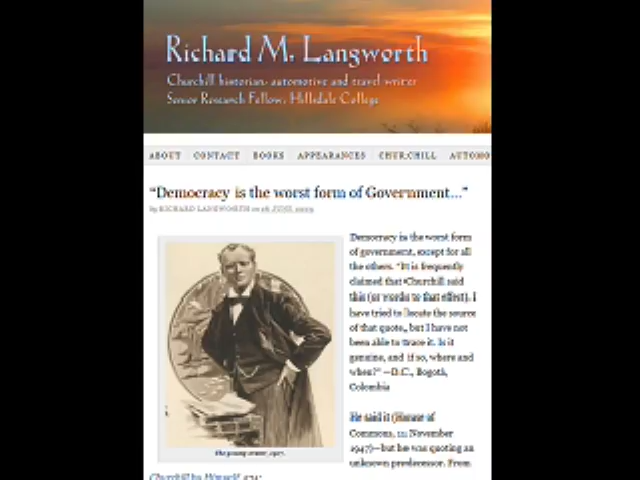 Richard M. Langworth
Churchill historian, automotive and travel writer
Senior Research Fellow, Hillsdale College
ABOUT CONTACT BOOKS APPEARANCES CHURCHILL
“Democracy is the worst form of Government...”
by RICHARD LANGWORTH on
Democracy is the worst form
of government, except for all
the others. “It is frequently
claimed that Churchill said
this (or words to that effect). I
have tried to locate the source
of that quote, but I have not
been able to trace it. Is it
genuine, and if so, where and
when?” —D.C., Bogotá,
Colombia
He said it (House of
Commons, 11 November
1947)—but he was quoting an
unknown predecessor. From
Churchill by Himself, 574: